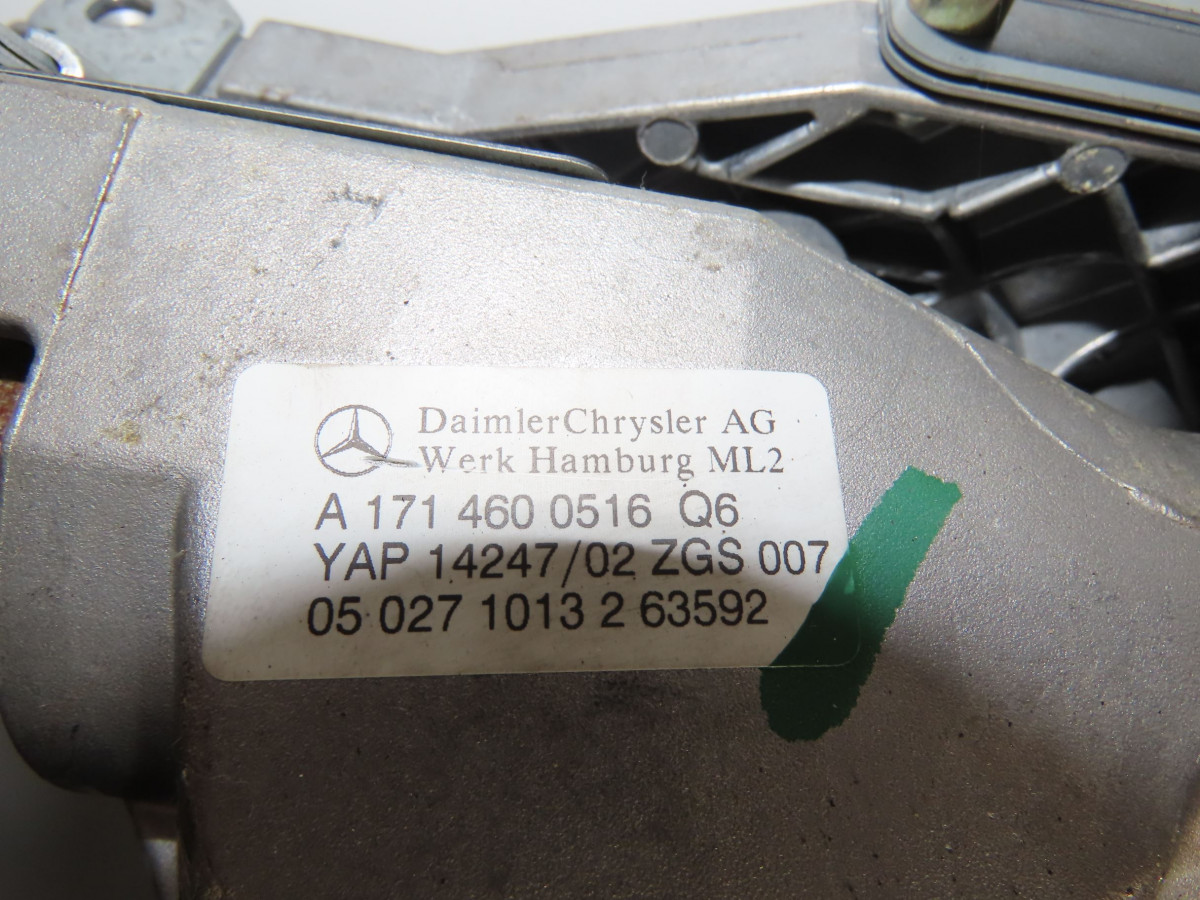 DaimlerChrysler AG
Werk Hamburg ML2
A 171 460 0516 Q6
YAP 14247/02 ZGS 007
05 027 1013 2 63592